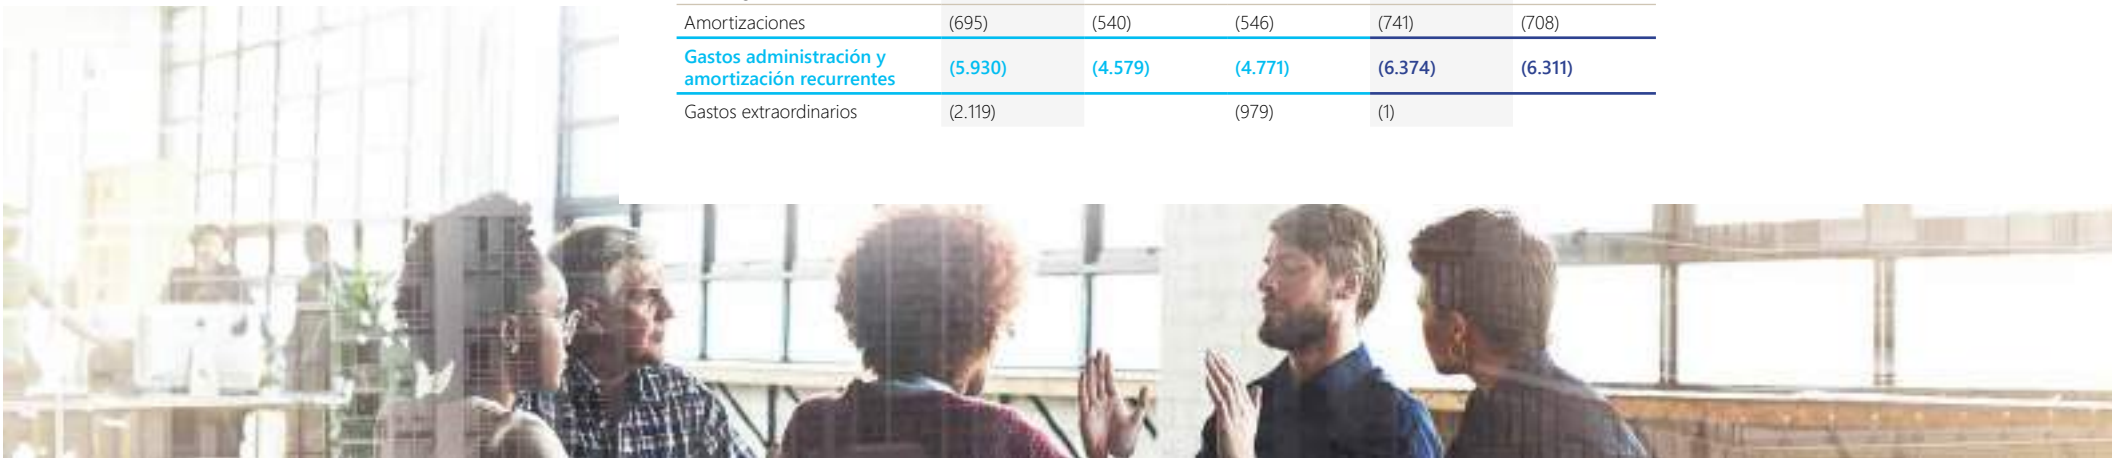 Amortizaciones (695) (540) (546) (741) (708)
Gastos administración y
amortización recurrentes (5.930) (4.579) (4.771) (6.374) (6.311)
Gastos extraordinarios (2.119) (979) (1)